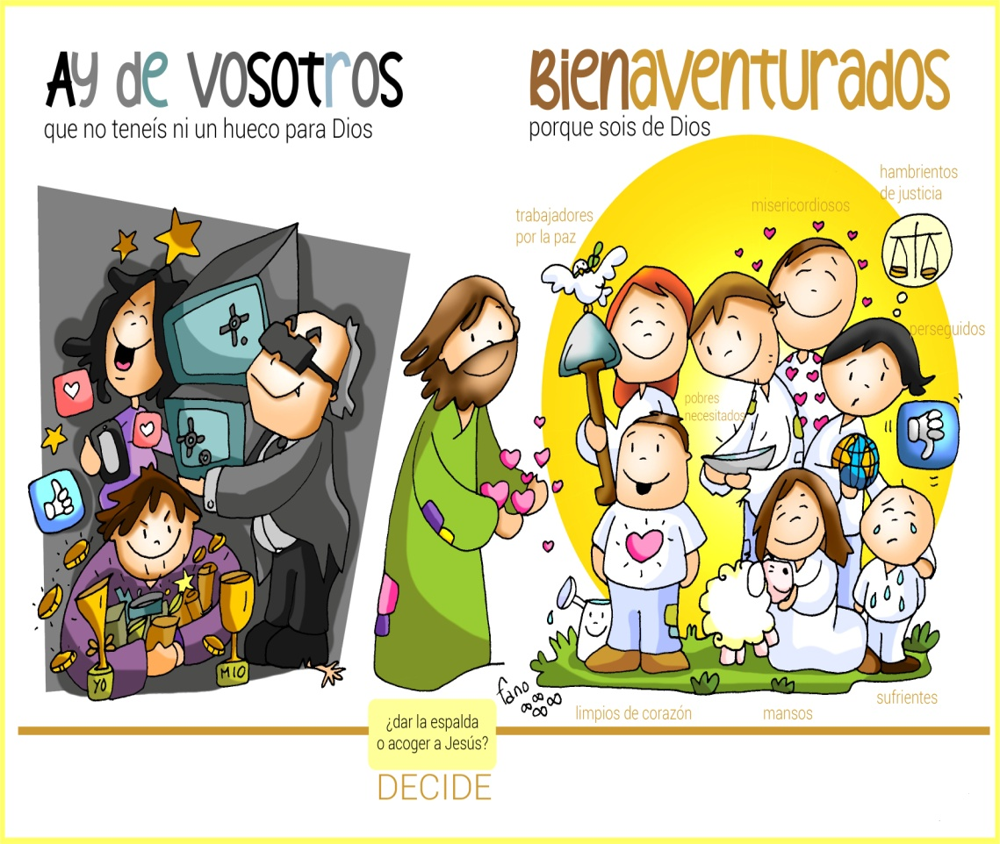 Ay de vosotros
que no teneís ni un hueco para Dios
Bienaventurados
porque sois de Dios
hambrientos
de justicia
misericordiosos
trabajadores
por la paz
perseguidos
pobres
necesitados
YO
MIO
fano
limpios de corazón
mansos
sufrientes
¿dar la espalda
o acoger a Jesús?
DECIDE